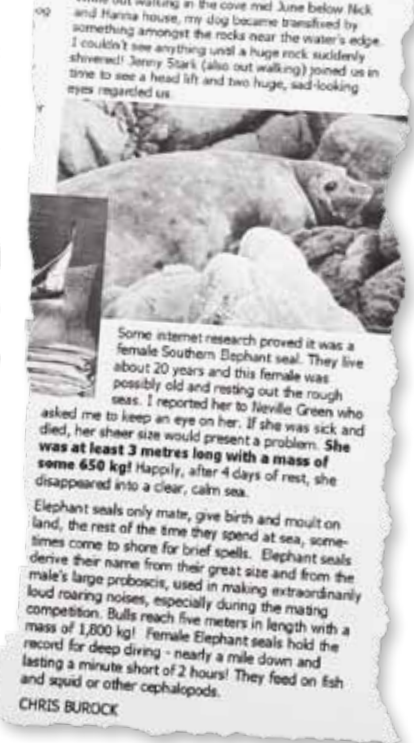 While out walking in the cove mid June below Nick
and Hanna house, my dog became transfixed by
something amongst the rocks near the water's edge.
I couldn't see anything until a huge rock suddenly
shivered! Jenny Stark (also out walking) joined us in
time to see a head lift and two huge, sad-looking
eyes regarded us.
Some internet research proved it was a
female Southern Elephant seal. They live
about 20 years and this female was
possibly old and resting out the rough
seas. I reported her to Neville Green who
asked me to keep an eye on her. If she was sick and
died, her sheer size would present a problem. She
was at least 3 metres long with a mass of
some 650 kg! Happily, after 4 days of rest, she
disappeared into a clear, calm sea.
Elephant seals only mate, give birth and moult on
land, the rest of the time they spend at sea, some-
times come to shore for brief spells. Elephant seals
derive their name from their great size and from the
male's large proboscis, used in making extraordinarily
loud roaring noises, especially during the mating
competition. Bulls reach five meters in length with a
mass of 1,800 kg! Female Elephant seals hold the
record for deep diving - nearly a mile down and
lasting a minute short of 2 hours! They feed on fish
and squid or other cephalopods.
CHRIS BUROCK